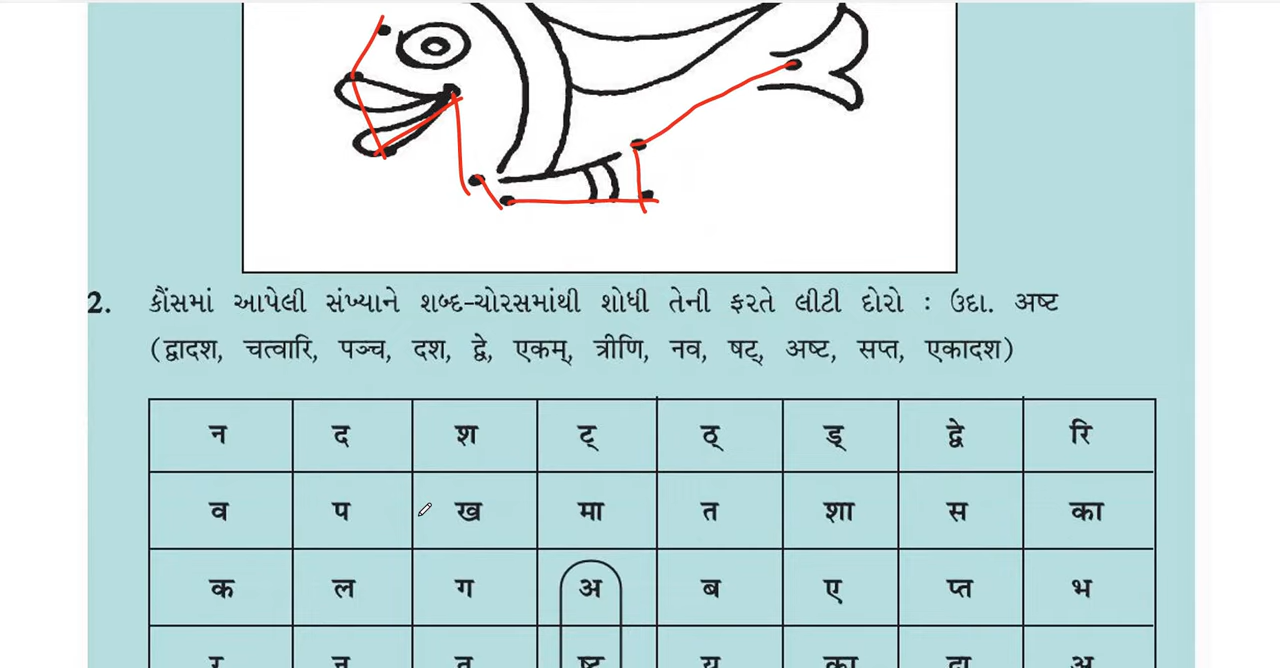 2. કૌંસમાં આપેલી સંખ્યાને શબ્દ-ચોરસમાંથી શોધી તેની ફરતે લીટી દોરો : ઉદા. अष्ट
(द्वादश, चत्वारि, पञ्च, दश, द्वे, एकम्, त्रीणि, नव, षट्, अष्ट, सप्त, एकादश)
न द श ट् ठ् ड् द्वे रि
व प ख मा त शा स का
क ल ग अ ब ए प्त भ